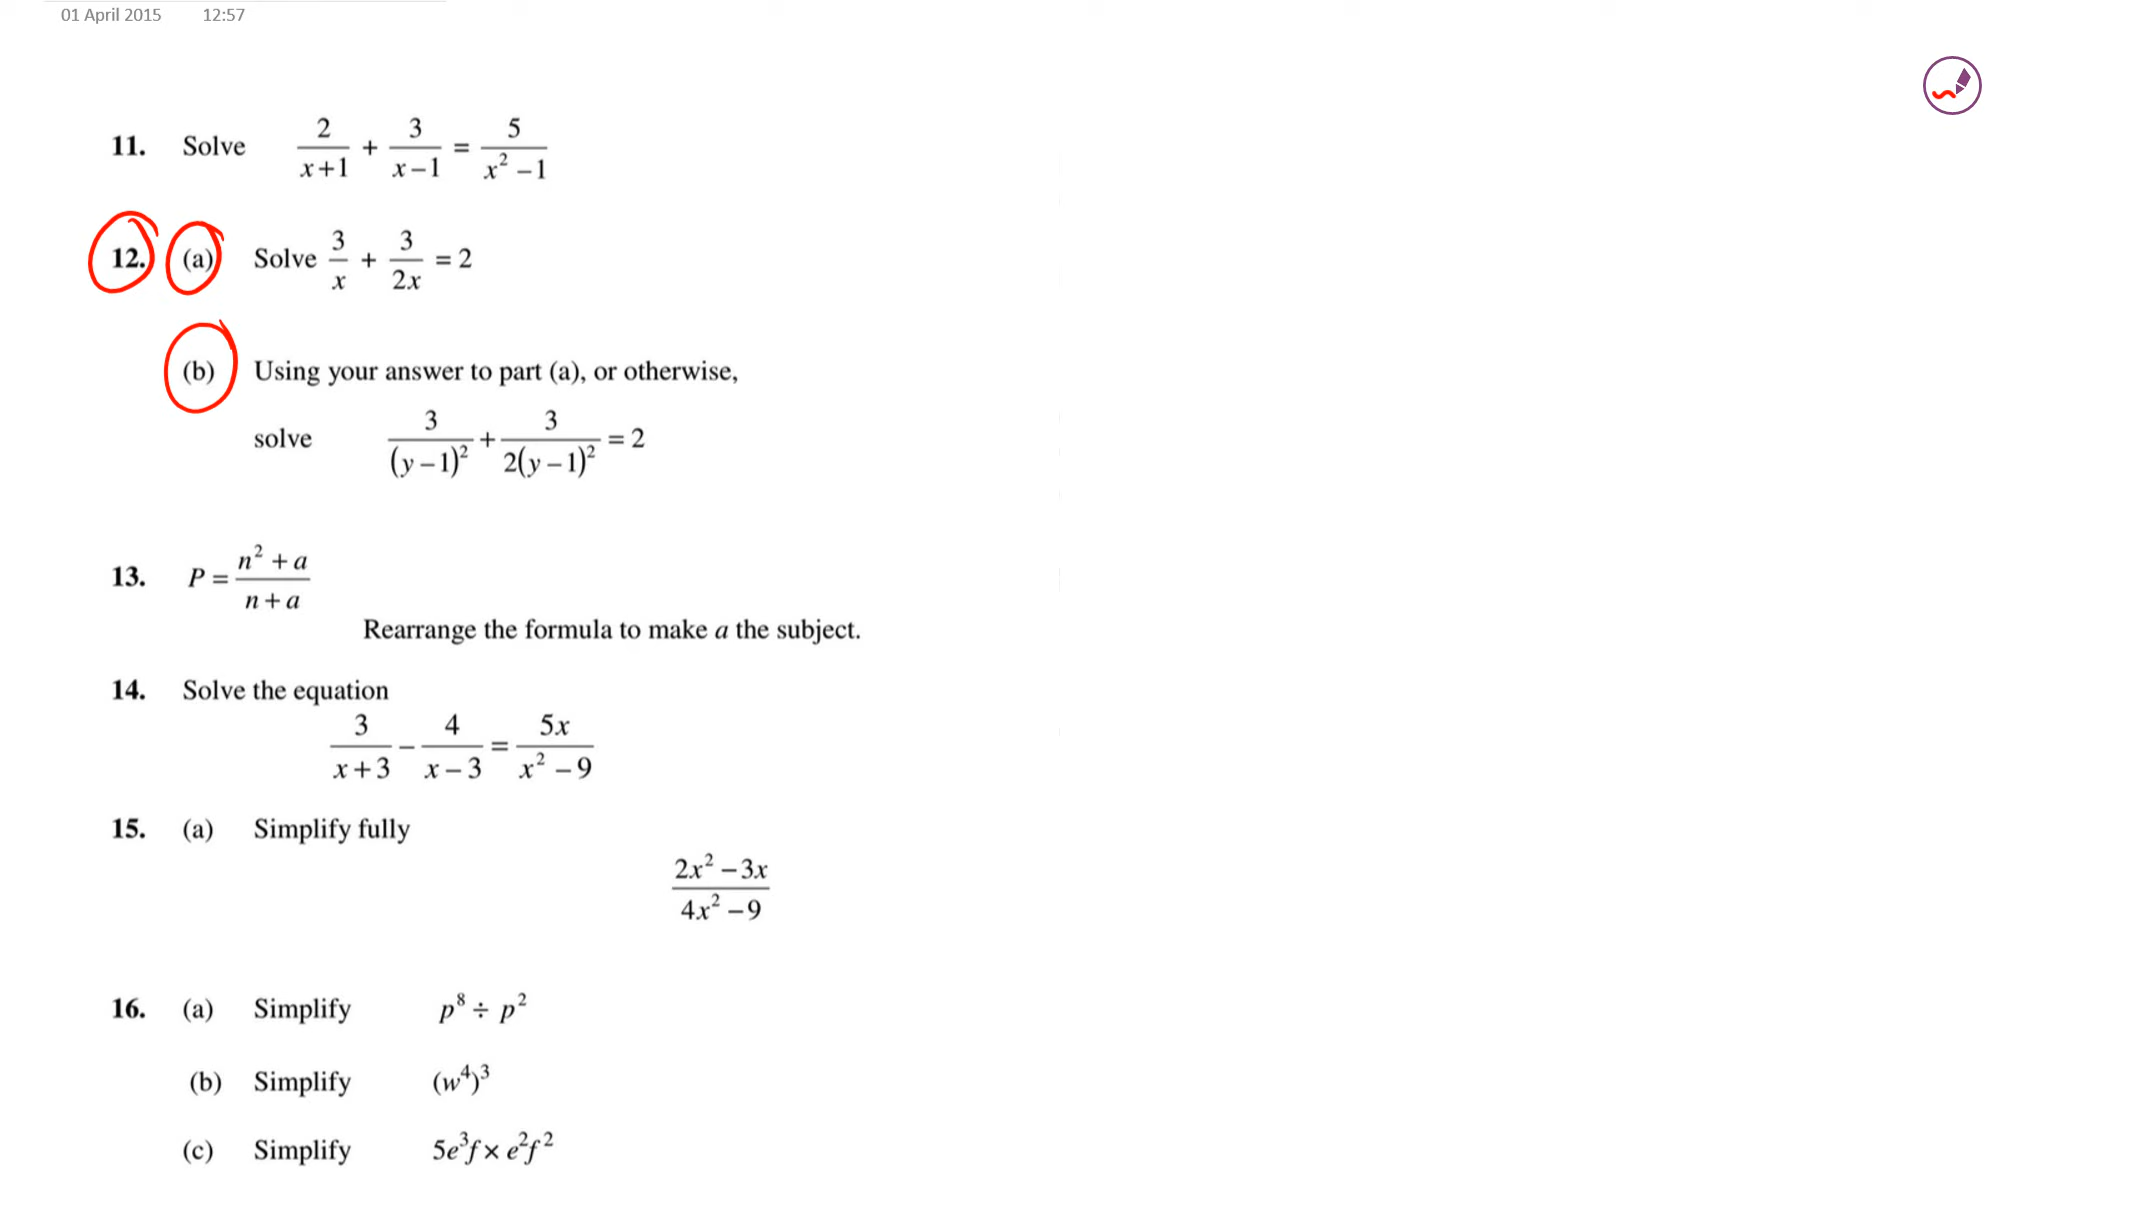 01 April 2015 12:57
11. Solve 2/(x+1) + 3/(x−1) = 5/(x² −1)
12. (a) Solve 3/x + 3/2x = 2
(b) Using your answer to part (a), or otherwise,
solve 3/(y−1)² + 3/2(y−1)² = 2
13. P = (n² + a)/(n + a)
Rearrange the formula to make a the subject.
14. Solve the equation
3/(x+3) − 4/(x−3) = 5x/(x² −9)
15. (a) Simplify fully
(2x² −3x)/(4x² −9)
16. (a) Simplify p⁸ ÷ p²
(b) Simplify (w⁴)³
(c) Simplify 5e³f × e²f²